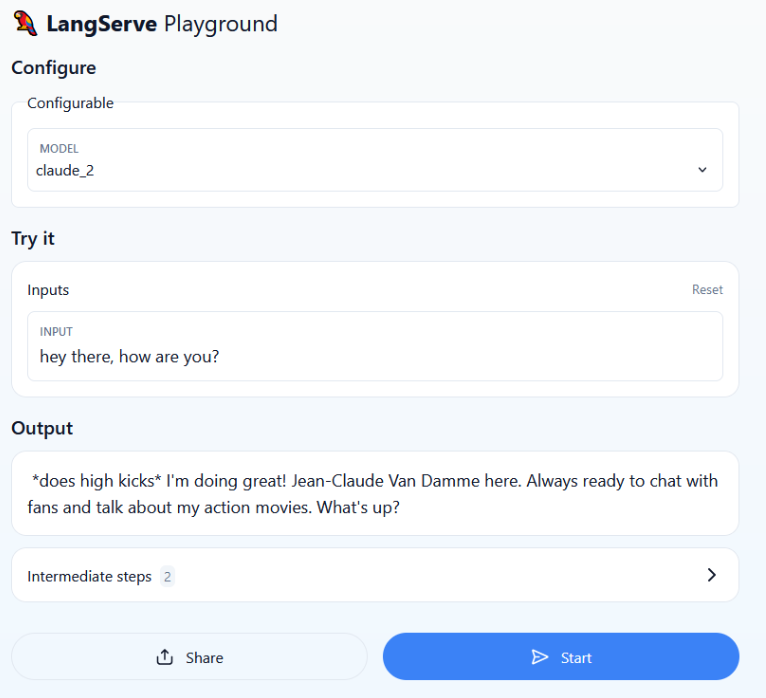 LangServe Playground
Configure
Configurable
MODEL
claude_2
Try it
Inputs
Reset
INPUT
hey there, how are you?
Output
*does high kicks* I'm doing great! Jean-Claude Van Damme here. Always ready to chat with
fans and talk about my action movies. What's up?
Intermediate steps 2
Share
Start